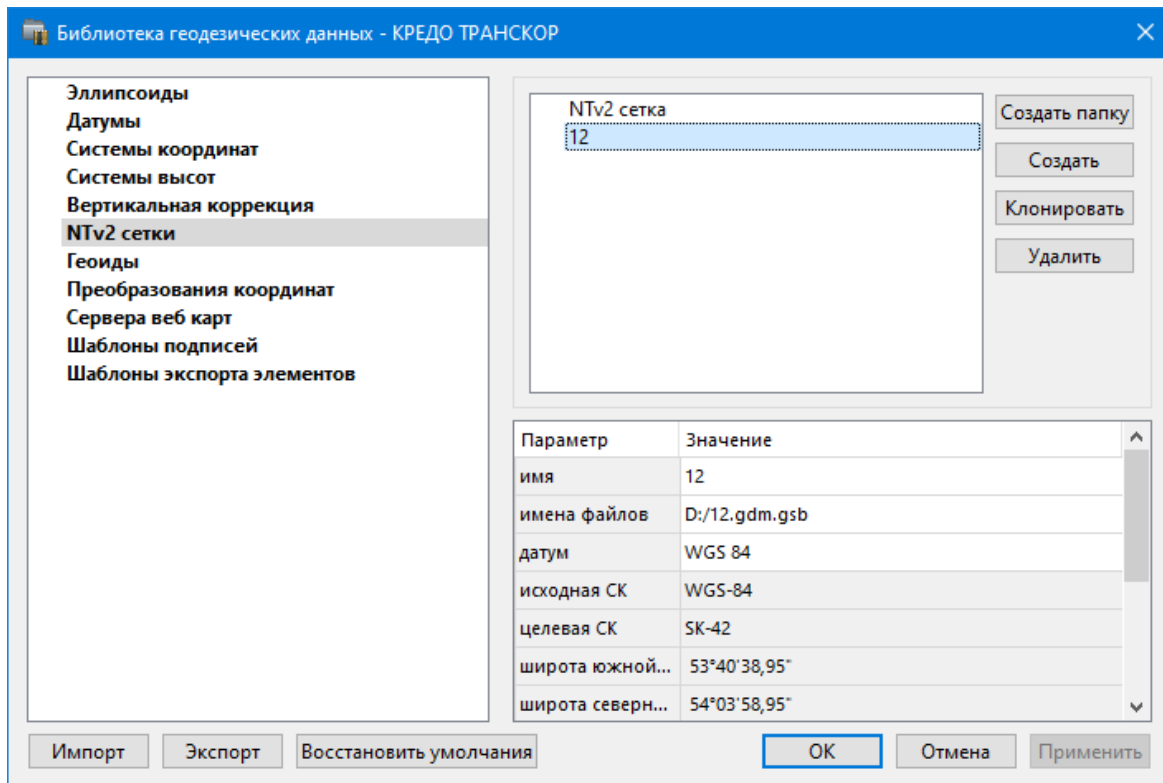 Библиотека геодезических данных - КРЕДО ТРАНСКОР
Эллипсоиды
Датумы
Системы координат
Системы высот
Вертикальная коррекция
NTv2 сетки
Геоиды
Преобразования координат
Сервера веб карт
Шаблоны подписей
Шаблоны экспорта элементов
NTv2 сетка
12
Создать папку
Создать
Клонировать
Удалить
Параметр Значение
имя 12
имена файлов D:/12.gdm.gsb
датум WGS 84
исходная СК WGS-84
целевая СК SK-42
широта южной... 53°40'38,95"
широта северн... 54°03'58,95"
Импорт Экспорт Восстановить умолчания ОК Отмена Применить